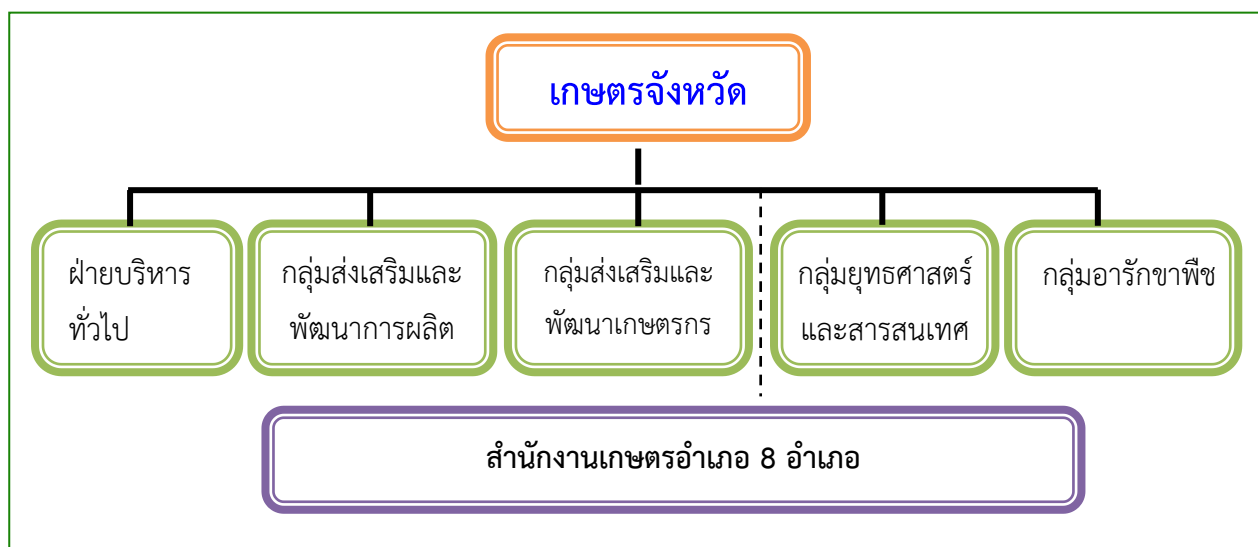 เกษตรจังหวัด
ฝ่ายบริหาร
ทั่วไป
กลุ่มส่งเสริมและ
พัฒนาการผลิต
กลุ่มส่งเสริมและ
พัฒนาเกษตรกร
กลุ่มยุทธศาสตร์
และสารสนเทศ
กลุ่มอารักขาพืช
สำนักงานเกษตรอำเภอ 8 อำเภอ